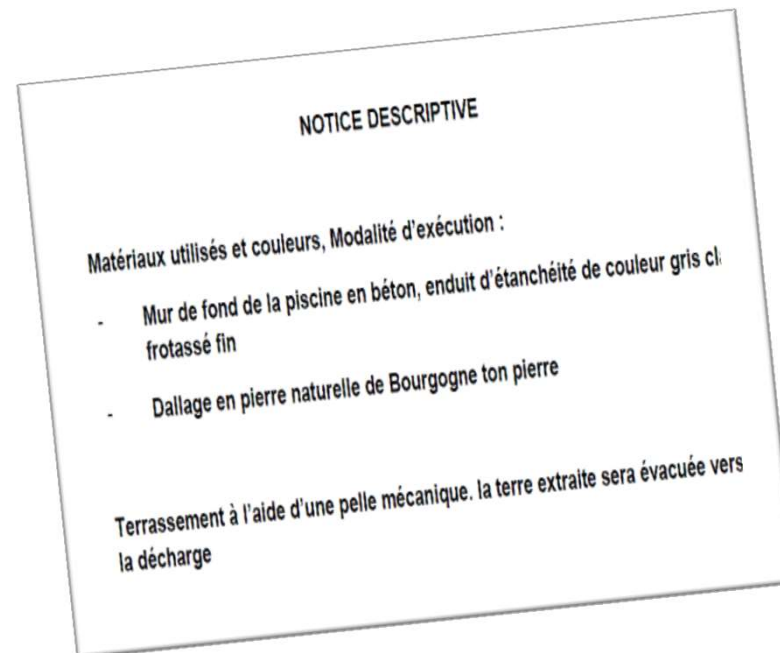 NOTICE DESCRIPTIVE
Matériaux utilisés et couleurs, Modalité d'exécution :
- Mur de fond de la piscine en béton, enduit d'étanchéité de couleur gris
frotassé fin
- Dallage en pierre naturelle de Bourgogne ton pierre
Terrassement à l'aide d'une pelle mécanique. la terre extraite sera évacuée vers
la décharge